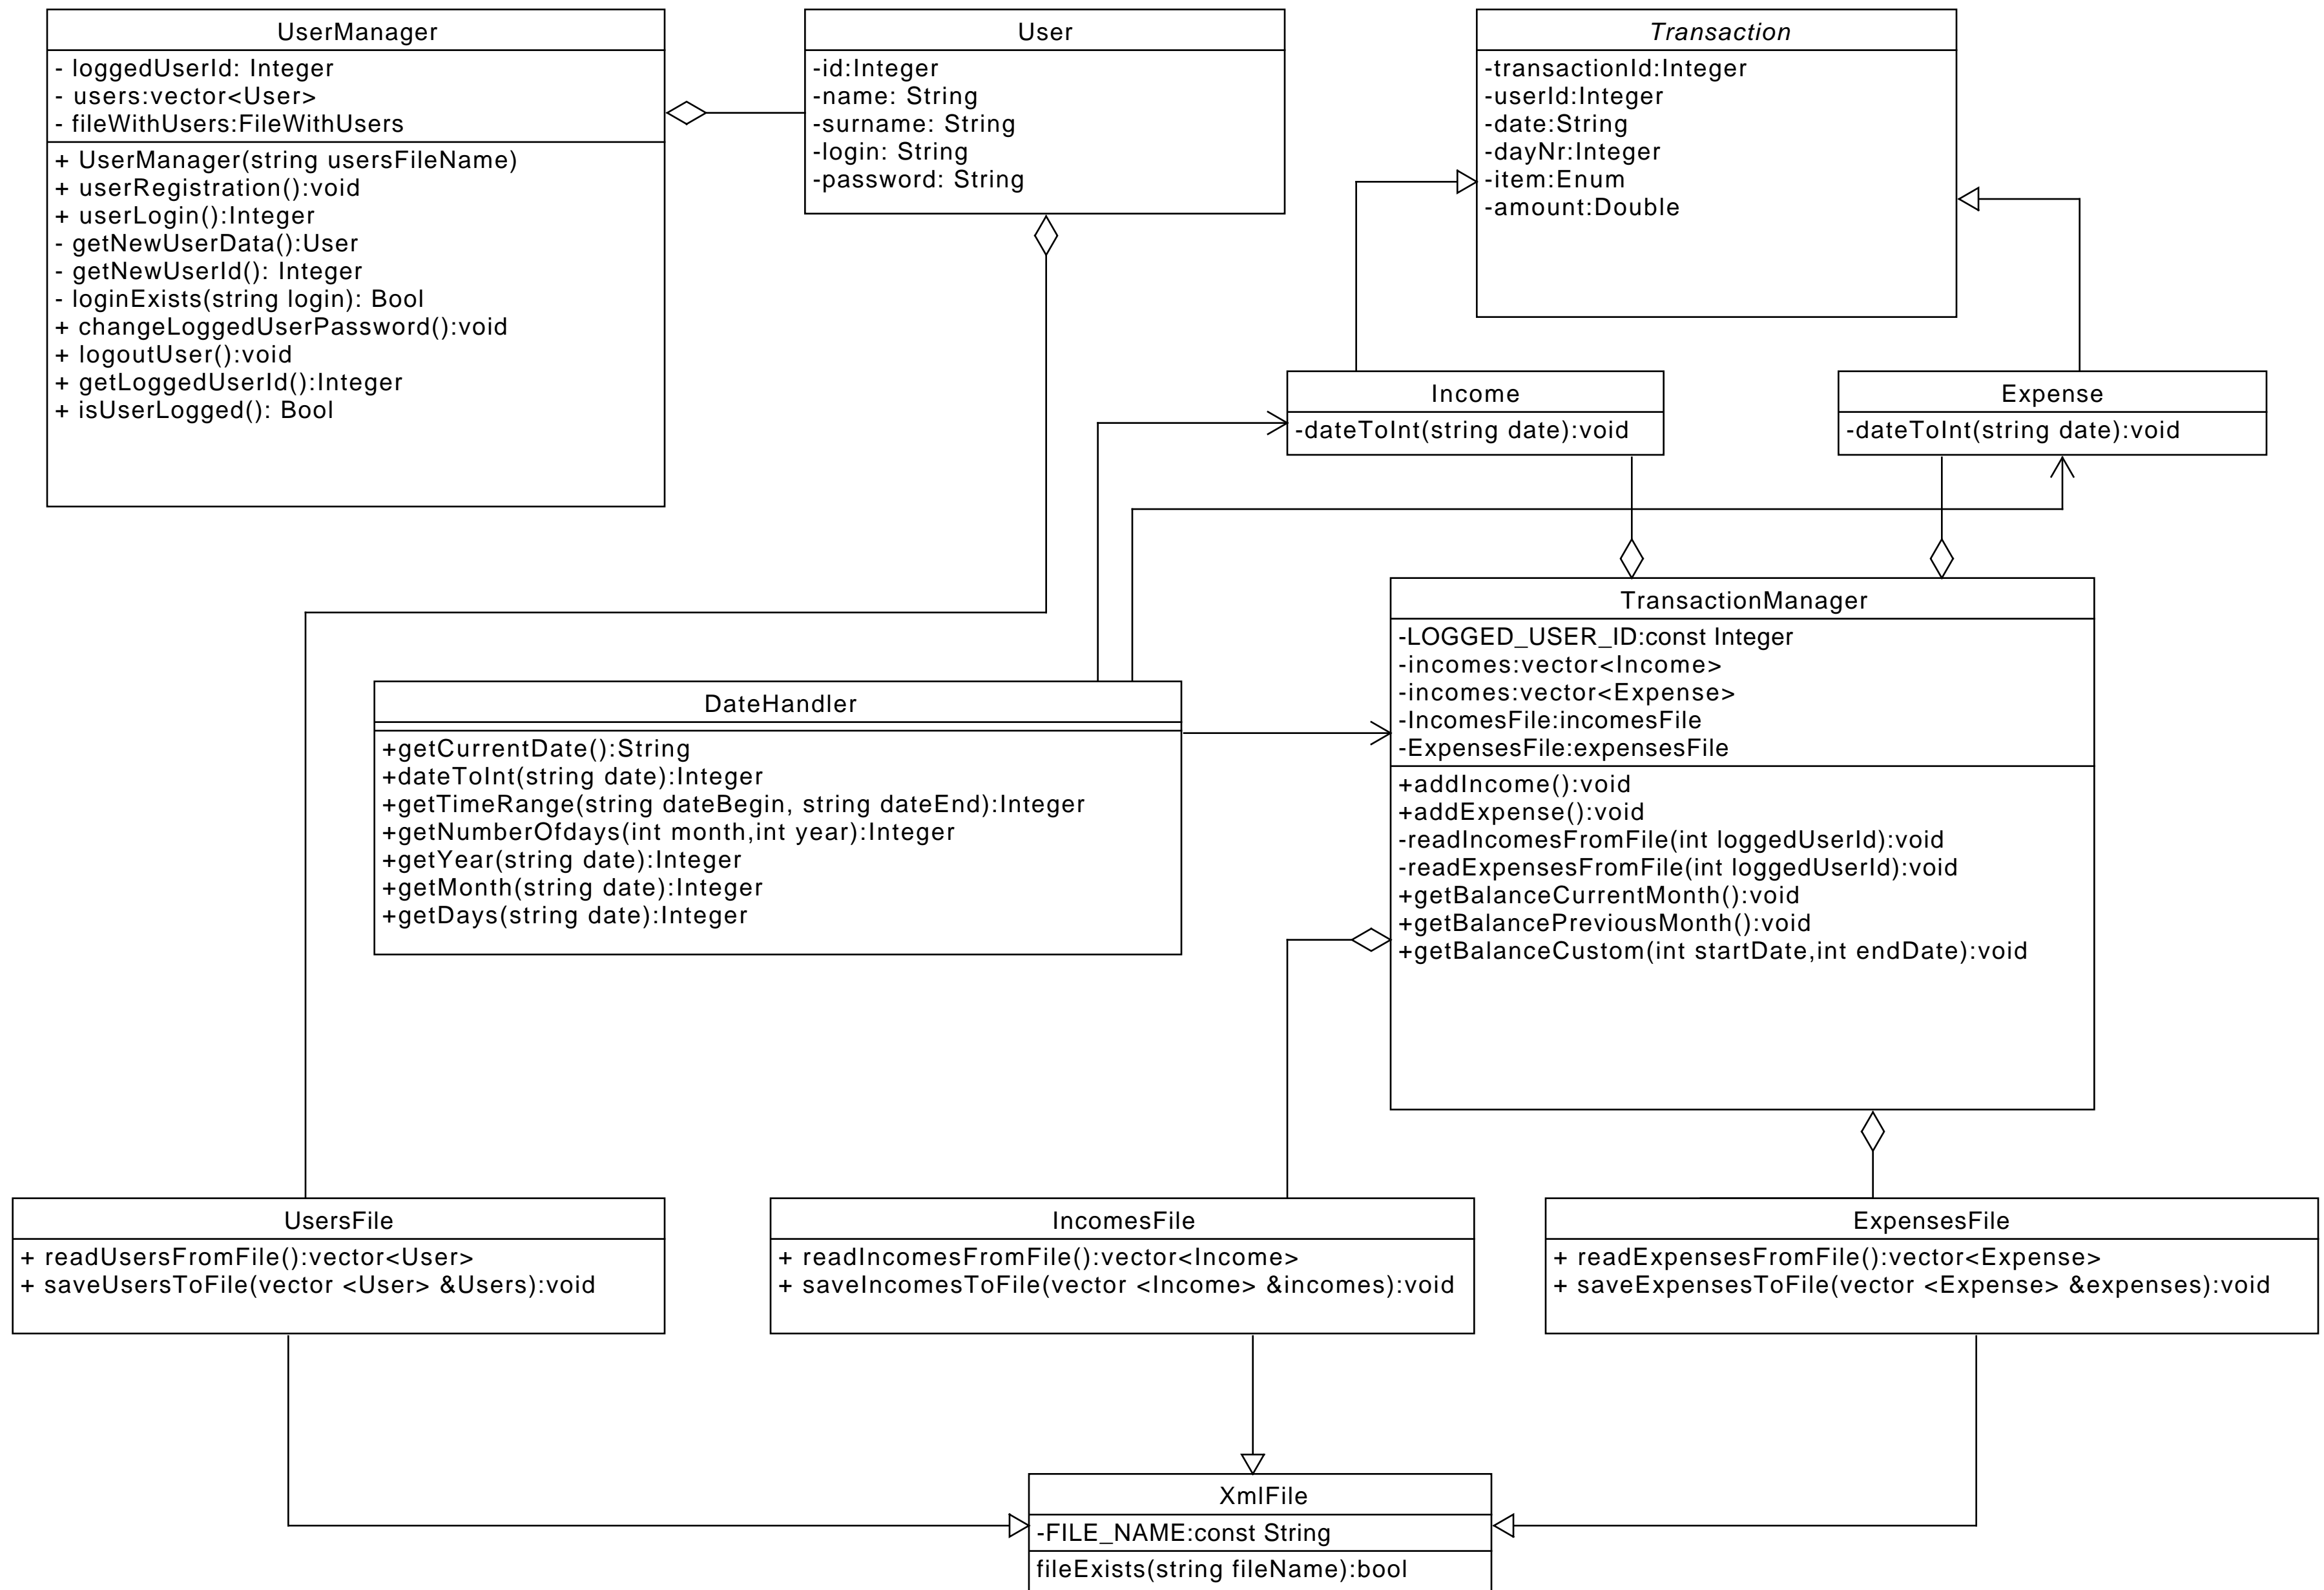 UserManager
- loggedUserId: Integer
- users:vector<User>
- fileWithUsers:FileWithUsers
+ UserManager(string usersFileName)
+ userRegistration():void
+ userLogin():Integer
- getNewUserData():User
- getNewUserId(): Integer
- loginExists(string login): Bool
+ changeLoggedUserPassword():void
+ logoutUser():void
+ getLoggedUserId():Integer
+ isUserLogged(): Bool
User
-id:Integer
-name: String
-surname: String
-login: String
-password: String
Transaction
-transactionId:Integer
-userId:Integer
-date:String
-dayNr:Integer
-item:Enum
-amount:Double
Income
-dateToInt(string date):void
Expense
-dateToInt(string date):void
TransactionManager
-LOGGED_USER_ID:const Integer
-incomes:vector<Income>
-incomes:vector<Expense>
-IncomesFile:incomesFile
-ExpensesFile:expensesFile
+addIncome():void
+addExpense():void
-readIncomesFromFile(int loggedUserId):void
-readExpensesFromFile(int loggedUserId):void
+getBalanceCurrentMonth():void
+getBalancePreviousMonth():void
+getBalanceCustom(int startDate,int endDate):void
DateHandler
+getCurrentDate():String
+dateToInt(string date):Integer
+getTimeRange(string dateBegin, string dateEnd):Integer
+getNumberOfdays(int month,int year):Integer
+getYear(string date):Integer
+getMonth(string date):Integer
+getDays(string date):Integer
UsersFile
+ readUsersFromFile():vector<User>
+ saveUsersToFile(vector <User> &Users):void
IncomesFile
+ readIncomesFromFile():vector<Income>
+ saveIncomesToFile(vector <Income> &incomes):void
ExpensesFile
+ readExpensesFromFile():vector<Expense>
+ saveExpensesToFile(vector <Expense> &expenses):void
XmlFile
-FILE_NAME:const String
fileExists(string fileName):bool